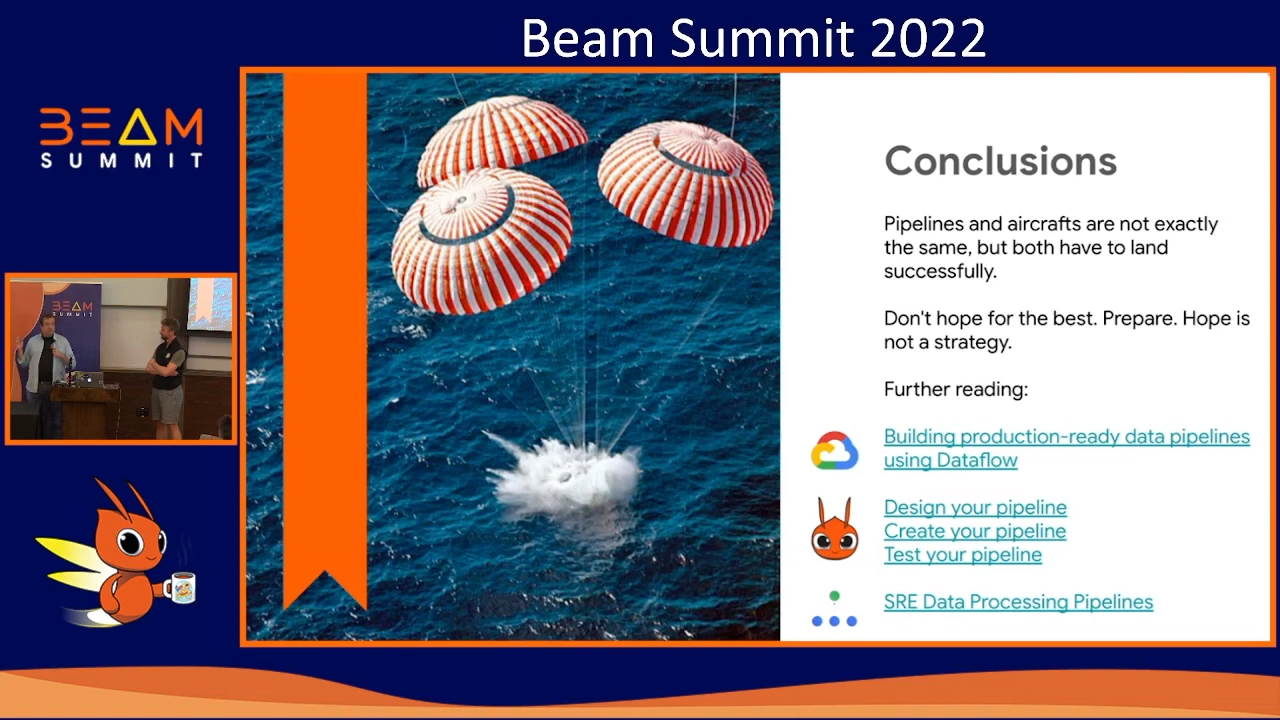 Beam Summit 2022
BEAM
SUMMIT
BEAM
SUMMIT
Conclusions
Pipelines and aircrafts are not exactly
the same, but both have to land
successfully.
Don't hope for the best. Prepare. Hope is
not a strategy.
Further reading:
Building production-ready data pipelines
using Dataflow
Design your pipeline
Create your pipeline
Test your pipeline
SRE Data Processing Pipelines